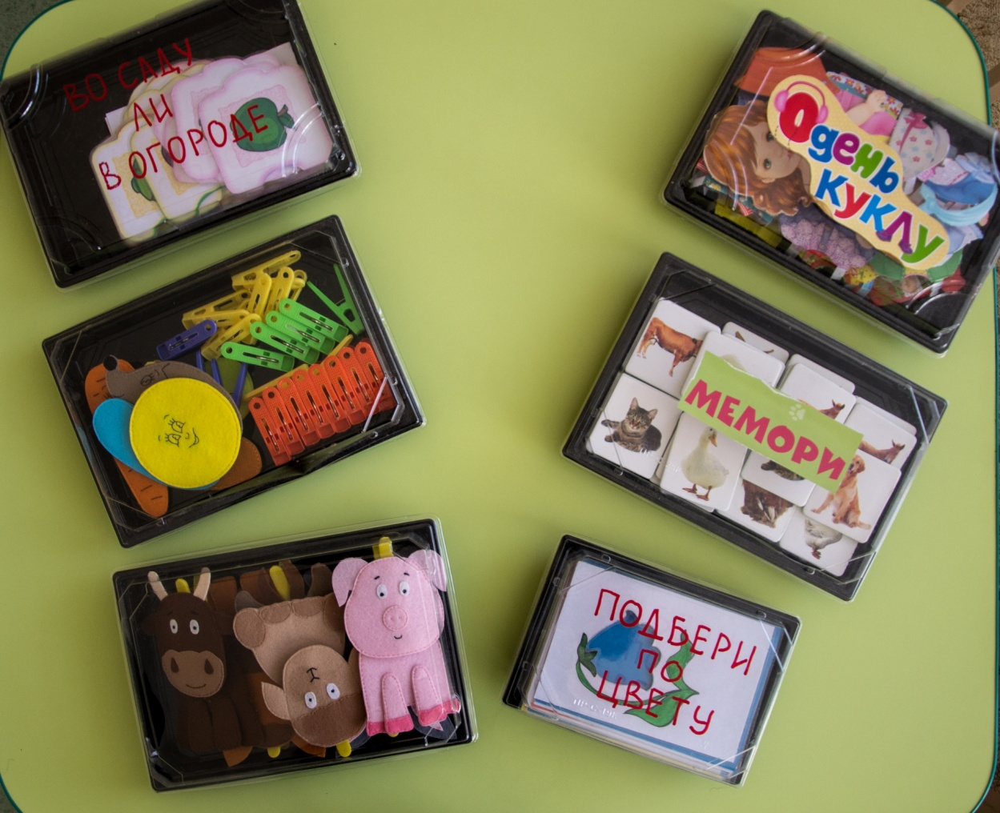 ВО САДУ
ЛИ
В ОГОРОДЕ
Одень
куклу
МЕМОРИ
ПОДБЕРИ
ПО
ЦВЕТУ